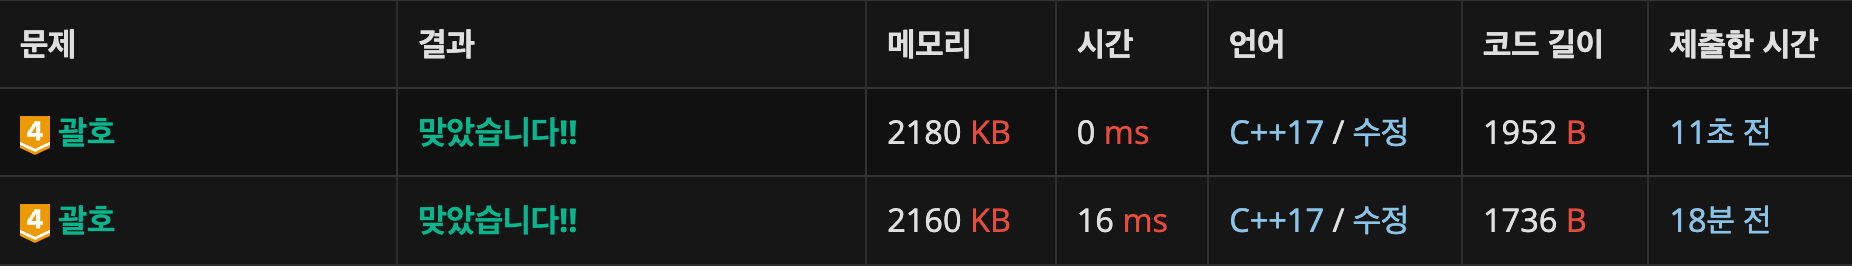 문제 결과 메모리 시간 언어 코드 길이 제출한 시간
4 괄호 맞았습니다!! 2180 KB 0 ms C++17 / 수정 1952 B 11초 전
4 괄호 맞았습니다!! 2160 KB 16 ms C++17 / 수정 1736 B 18분 전